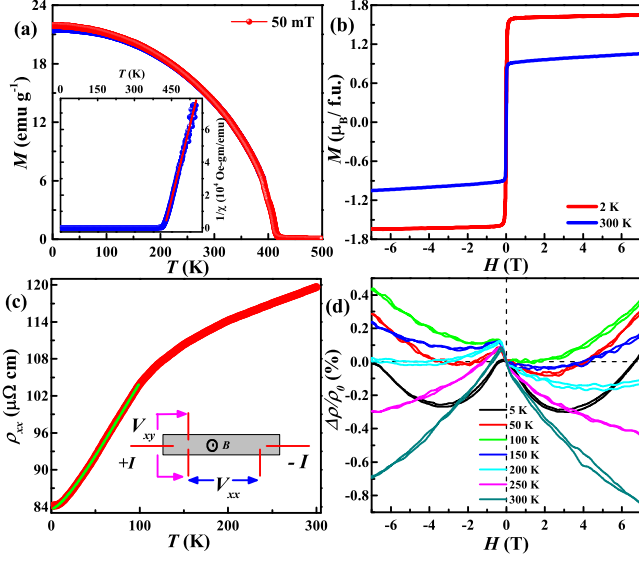 (a)
50 mT
24
18
12
6
0
M (emu g⁻¹)
T (K)
0 150 300 450
6
4
2
0
1/χ (10⁴ Oe-gm/emu)
0 100 200 300 400 500
T (K)
(b)
1.8
1.2
0.6
0.0
-0.6
-1.2
-1.8
M (μB/ f.u.)
2 K
300 K
-6 -4 -2 0 2 4 6
H (T)
(c)
120
114
108
102
96
90
84
ρxx (μΩ cm)
Vxy
B
+I
- I
Vxx
0 100 200 300
T (K)
(d)
0.4
0.2
0.0
-0.2
-0.4
-0.6
-0.8
Δρ/ρ0 (%)
5 K
50 K
100 K
150 K
200 K
250 K
300 K
-6 -4 -2 0 2 4 6
H (T)